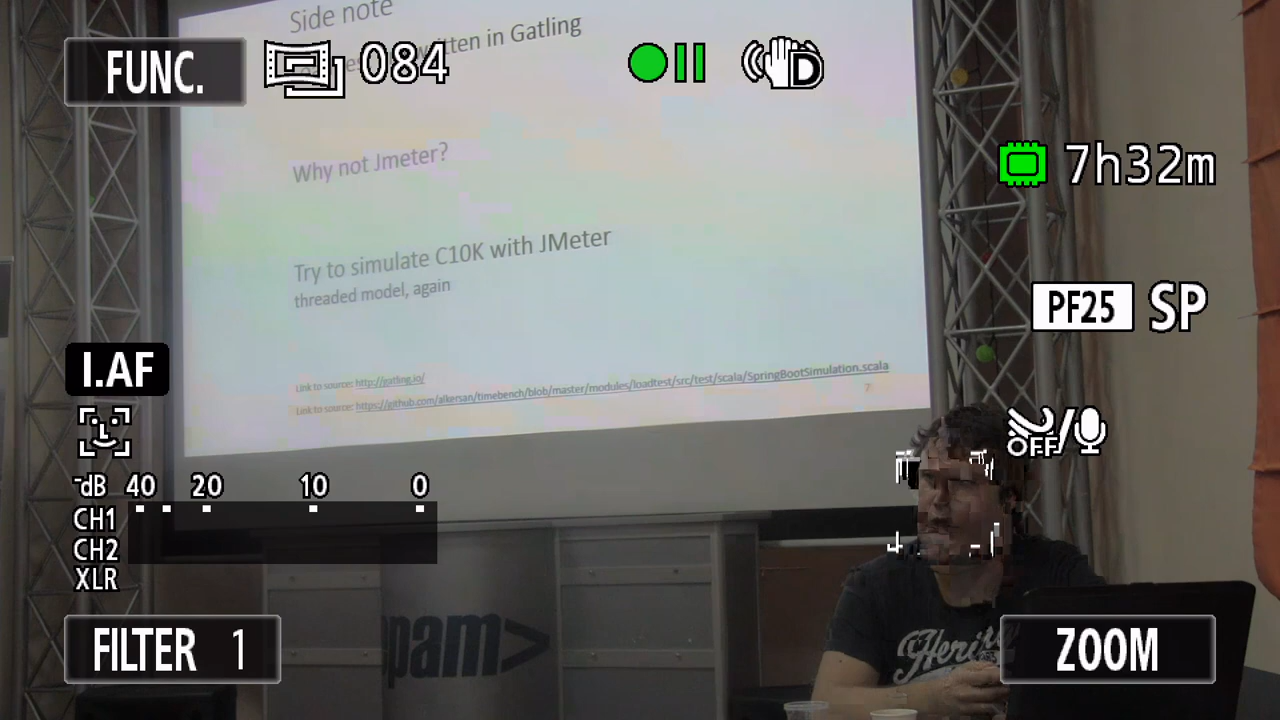 Side note
written in Gatling
FUNC.
084
D
Why not Jmeter?
7h32m
Try to simulate C10K with JMeter
threaded model, again
PF25 SP
I.AF
Link to source: http://gatling.io/
Link to source: https://github.com/alkersan/timebench/blob/master/modules/loadtest/src/test/scala/SpringBootSimulation.scala
7
OFF/
-dB 40 20 10 0
CH1
CH2
XLR
FILTER 1
pam>
ZOOM